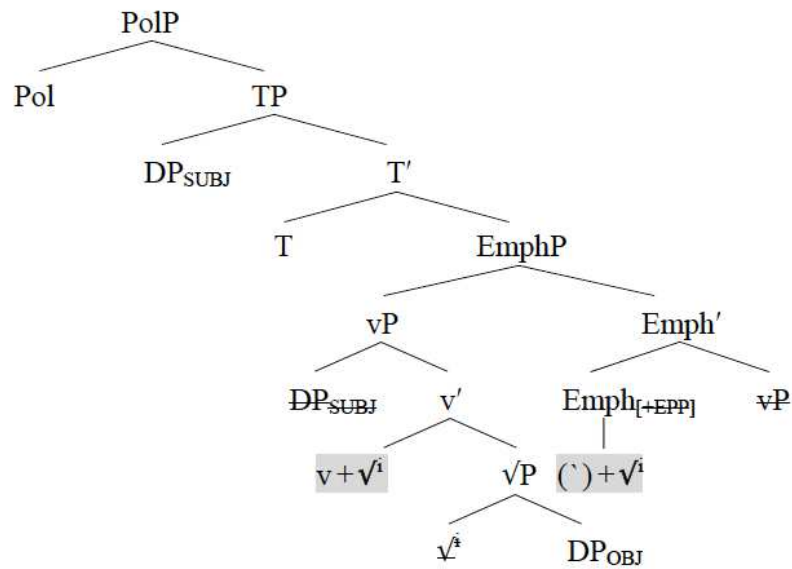 PolP
Pol TP
DPSUBJ T′
T EmphP
vP Emph′
DPSUBJ v′ Emph[+EPP] vP
v + √i √P (`) + √i
√i DPOBJ